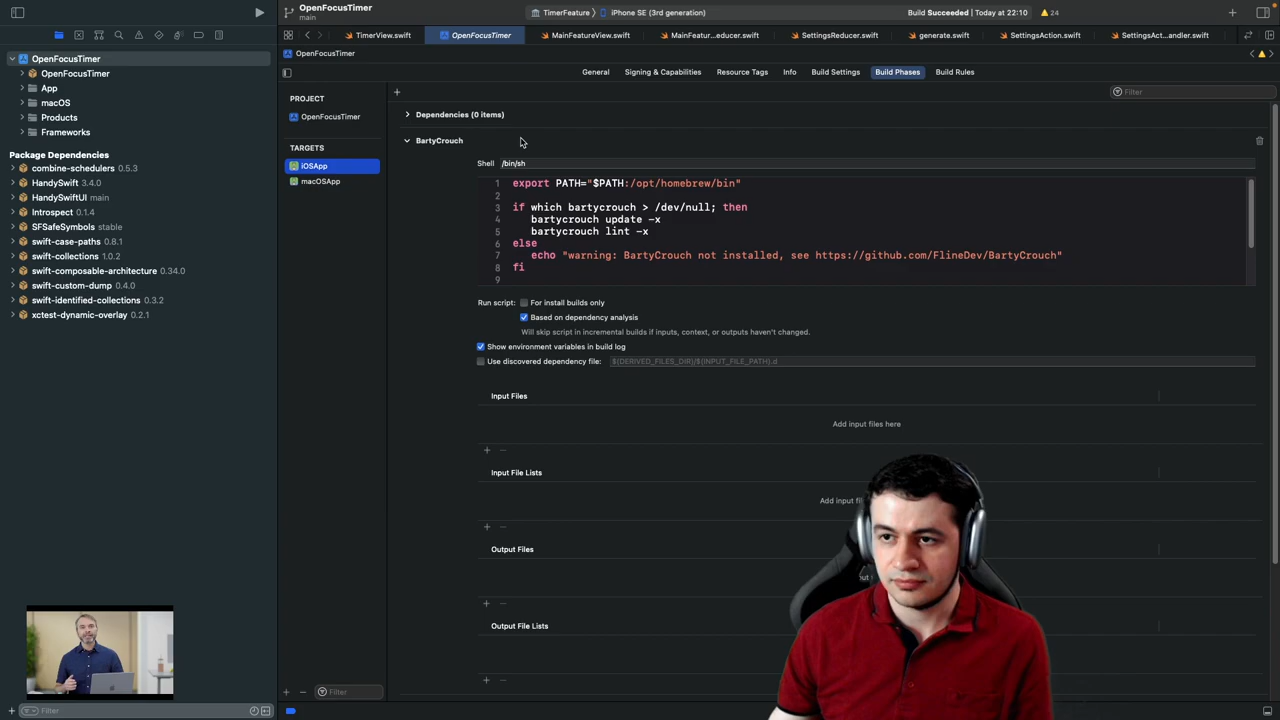 OpenFocusTimer
main
TimerFeature
iPhone SE (3rd generation)
Build Succeeded | Today at 22:10
24
TimerView.swift
OpenFocusTimer
MainFeatureView.swift
MainFeatur...educer.swift
SettingsReducer.swift
generate.swift
SettingsAction.swift
SettingsAct...andler.swift
OpenFocusTimer
OpenFocusTimer
App
macOS
Products
Frameworks
Package Dependencies
combine-schedulers 0.5.3
HandySwift 3.4.0
HandySwiftUI main
Introspect 0.1.4
SFSafeSymbols stable
swift-case-paths 0.8.1
swift-collections 1.0.2
swift-composable-architecture 0.34.0
swift-custom-dump 0.4.0
swift-identified-collections 0.3.2
xctest-dynamic-overlay 0.2.1
Filter
OpenFocusTimer
General
Signing & Capabilities
Resource Tags
Info
Build Settings
Build Phases
Build Rules
PROJECT
OpenFocusTimer
TARGETS
iOSApp
macOSApp
Filter
Filter
Dependencies (0 items)
BartyCrouch
Shell /bin/sh
1 export PATH="$PATH:/opt/homebrew/bin"
2
3 if which bartycrouch > /dev/null; then
4 bartycrouch update -x
5 bartycrouch lint -x
6 else
7 echo "warning: BartyCrouch not installed, see https://github.com/FlineDev/BartyCrouch"
8 fi
9
Run script: For install builds only
Based on dependency analysis
Will skip script in incremental builds if inputs, context, or outputs haven't changed.
Show environment variables in build log
Use discovered dependency file: $(DERIVED_FILES_DIR)/$(INPUT_FILE_PATH).d
Input Files
Add input files here
Input File Lists
Add input fi
Output Files
Output File Lists